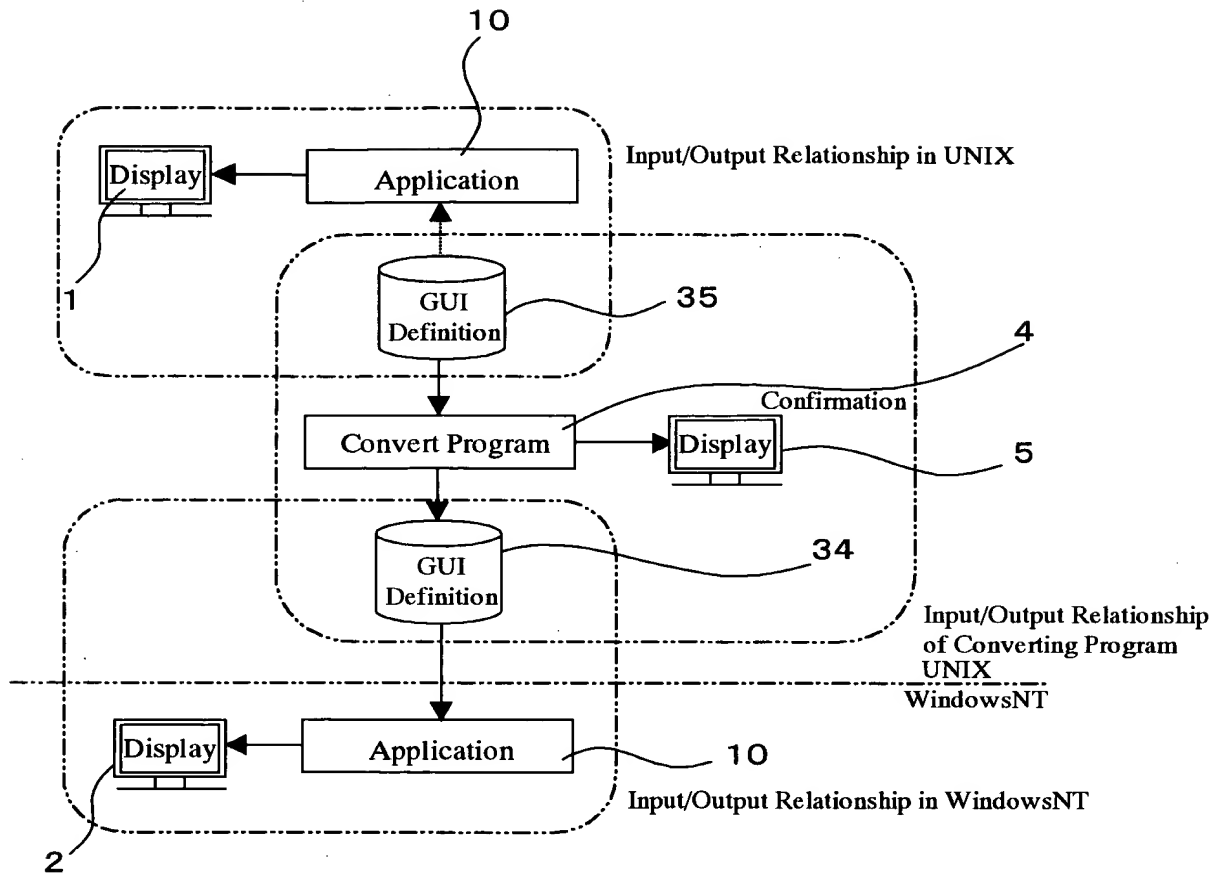 10
Display
Application
Input/Output Relationship in UNIX
1
GUI
Definition
35
4
Confirmation
Convert Program
Display
5
GUI
Definition
34
Input/Output Relationship
of Converting Program
UNIX
WindowsNT
Display
Application
10
Input/Output Relationship in WindowsNT
2